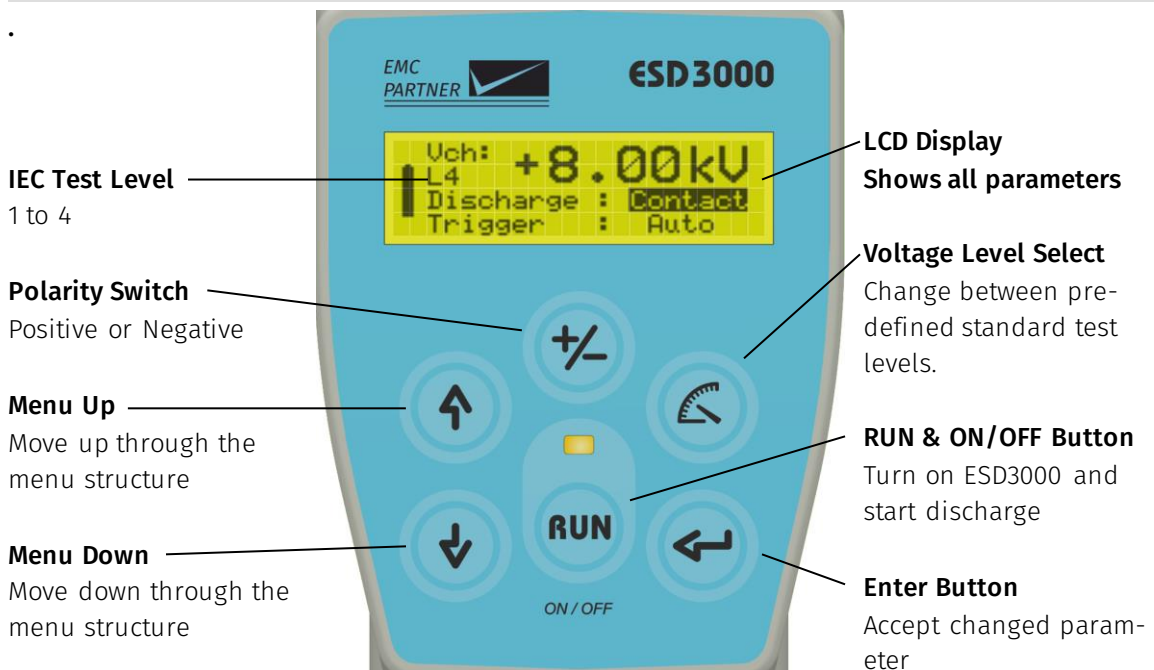 .
EMC
PARTNER
ESD3000
Vch: +8.00kV
L4
Discharge : Contact
Trigger : Auto
IEC Test Level
1 to 4
Polarity Switch
Positive or Negative
Menu Up
Move up through the
menu structure
Menu Down
Move down through the
menu structure
+/-
RUN
ON / OFF
LCD Display
Shows all parameters
Voltage Level Select
Change between pre-
defined standard test
levels.
RUN & ON/OFF Button
Turn on ESD3000 and
start discharge
Enter Button
Accept changed param-
eter